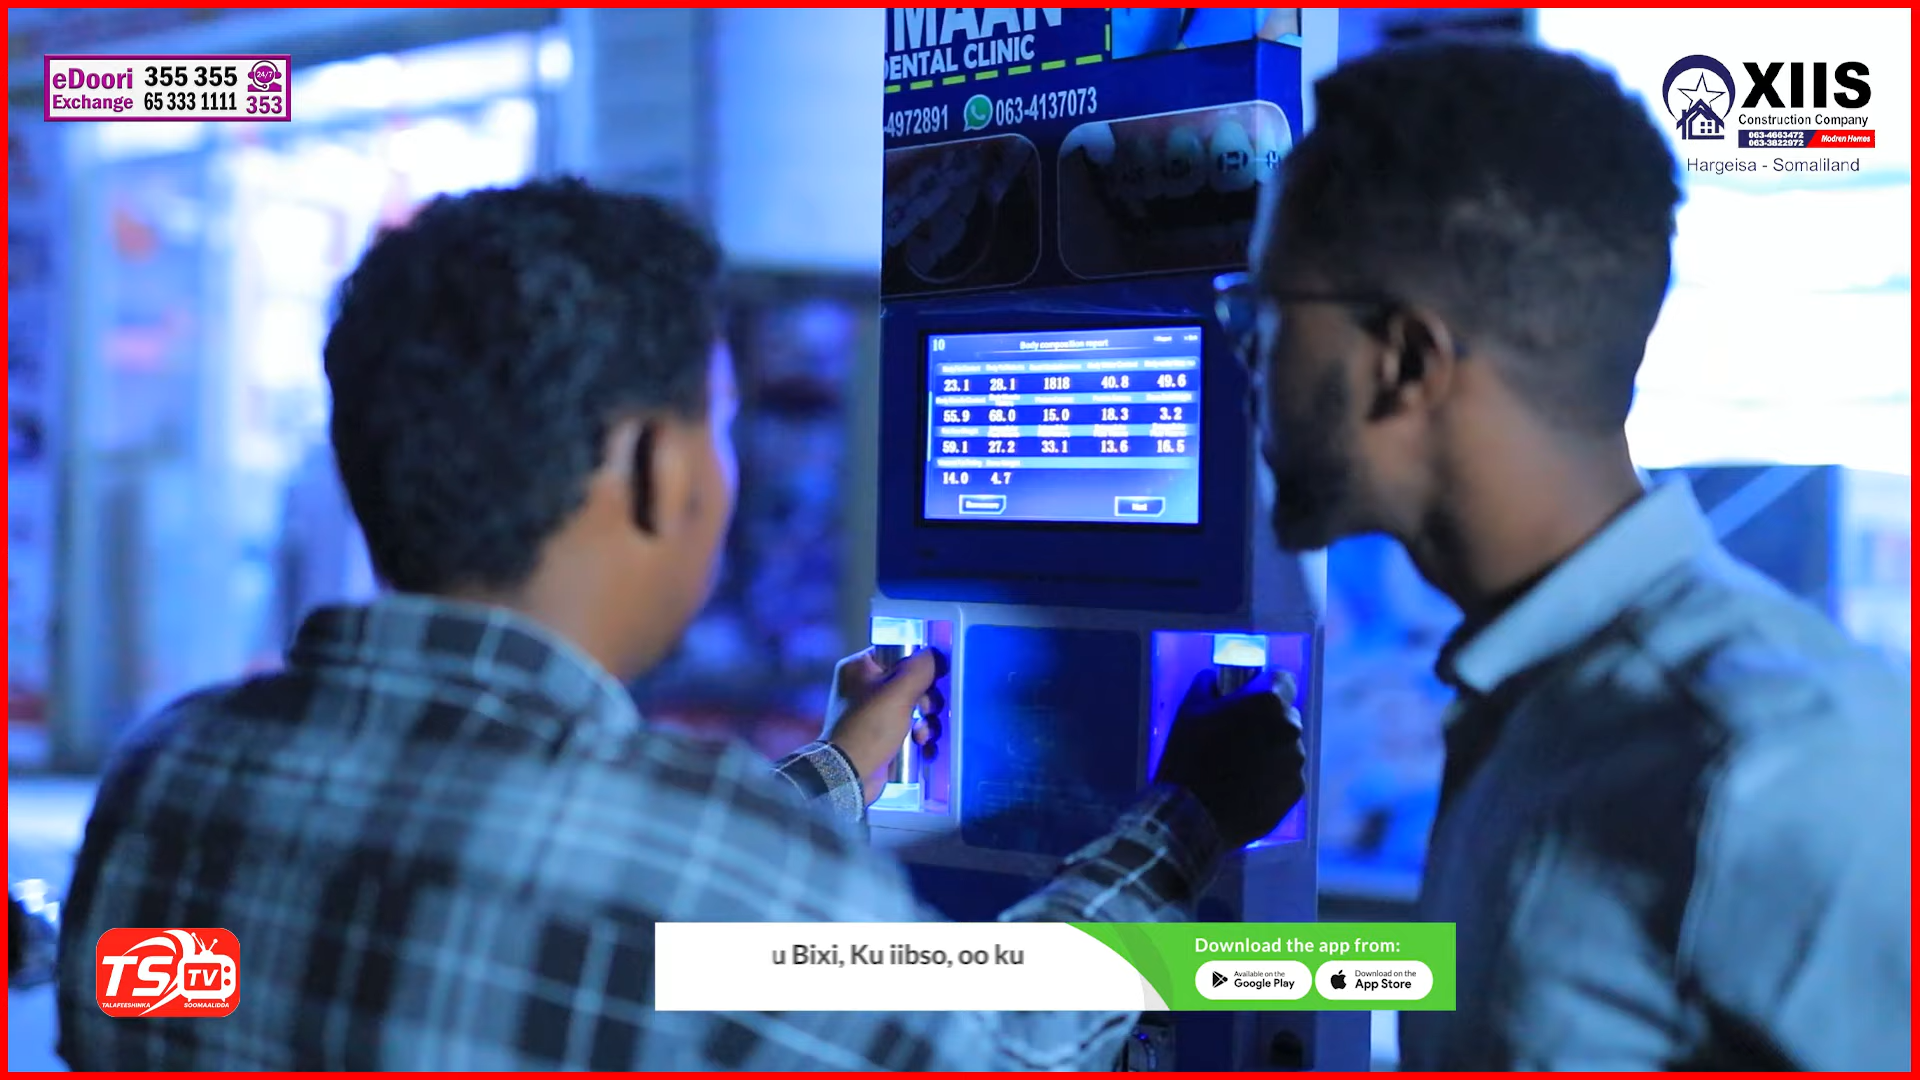 eDoori 355 355 24/7
Exchange 65 333 1111 353
IMAAN
DENTAL CLINIC
-4972891 063-4137073
XIIS
Construction Company
063-4663472
063-3822972
Modren Homes
Hargeisa - Somaliland
10 Body composition report
23.1 28.1 1818 40.8 49.6
55.9 68.0 15.0 18.3 3.2
59.1 27.2 33.1 13.6 16.5
14.0 4.7
Next
TS TV
TALAFEESHINKA SOOMAALIDDA
u Bixi, Ku iibso, oo ku
Download the app from:
Available on the
Google Play
Download on the
App Store